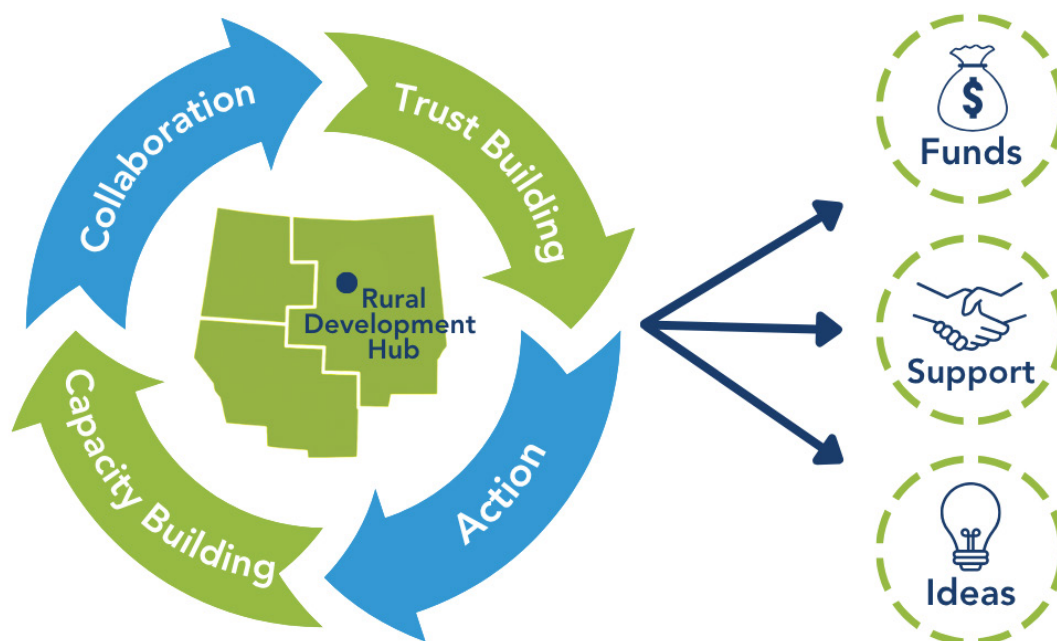 Collaboration
Trust Building
Action
Capacity Building
Rural
Development
Hub
$
Funds
Support
Ideas